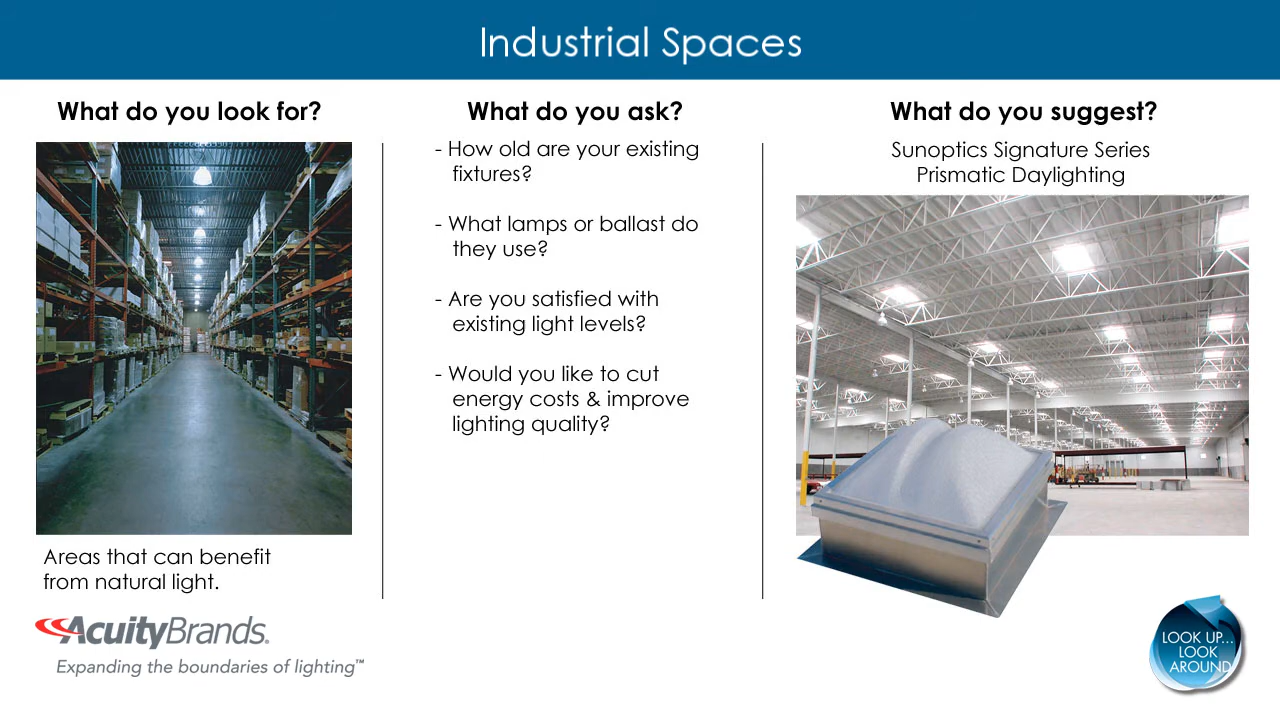 Industrial Spaces
What do you look for?
Areas that can benefit
from natural light.
What do you ask?
- How old are your existing
fixtures?
- What lamps or ballast do
they use?
- Are you satisfied with
existing light levels?
- Would you like to cut
energy costs & improve
lighting quality?
What do you suggest?
Sunoptics Signature Series
Prismatic Daylighting
AcuityBrands.
Expanding the boundaries of lighting™
LOOK UP...
LOOK
AROUND